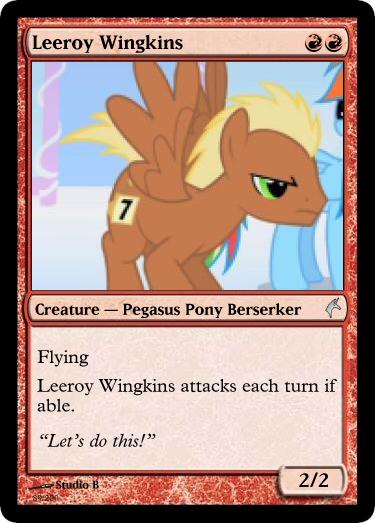 Leeroy Wingkins
7
Creature — Pegasus Pony Berserker
Flying
Leeroy Wingkins attacks each turn if
able.
“Let’s do this!”
2/2
Studio B